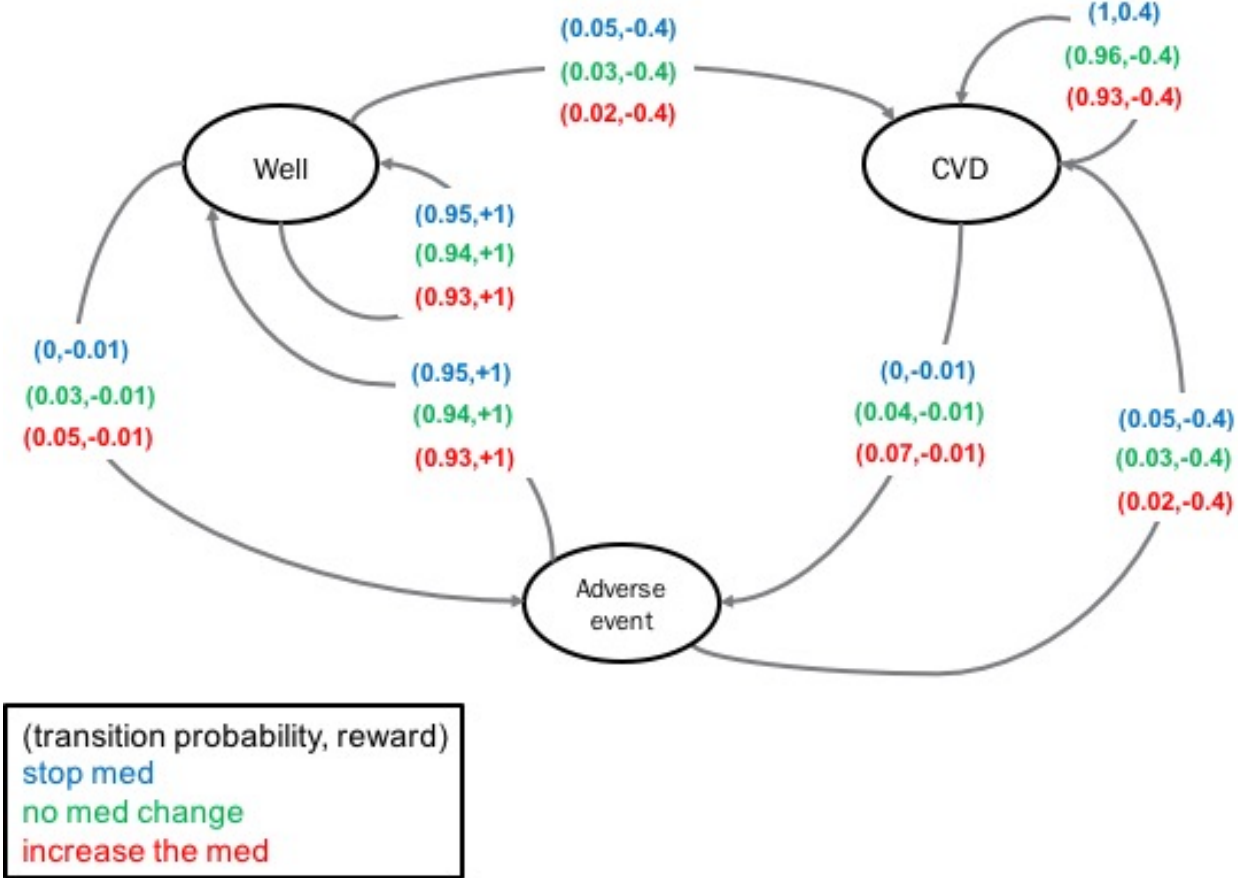 (0.05,-0.4)
(0.03,-0.4)
(0.02,-0.4)
(1,0.4)
(0.96,-0.4)
(0.93,-0.4)
Well
CVD
(0.95,+1)
(0.94,+1)
(0.93,+1)
(0,-0.01)
(0.03,-0.01)
(0.05,-0.01)
(0.95,+1)
(0.94,+1)
(0.93,+1)
(0,-0.01)
(0.04,-0.01)
(0.07,-0.01)
(0.05,-0.4)
(0.03,-0.4)
(0.02,-0.4)
Adverse
event
(transition probability, reward)
stop med
no med change
increase the med